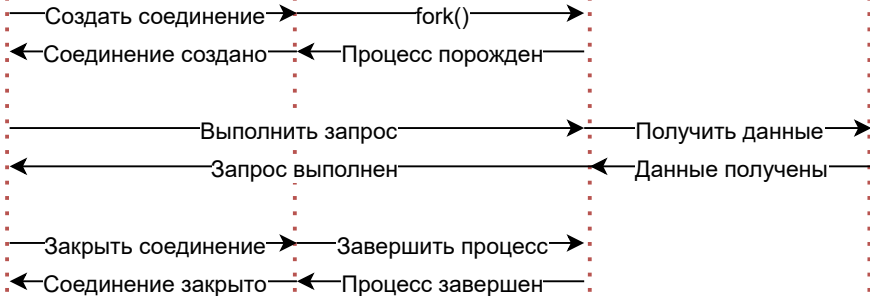 Создать соединение fork()
Соединение создано Процесс порожден
Выполнить запрос Получить данные
Запрос выполнен Данные получены
Закрыть соединение Завершить процесс
Соединение закрыто Процесс завершен